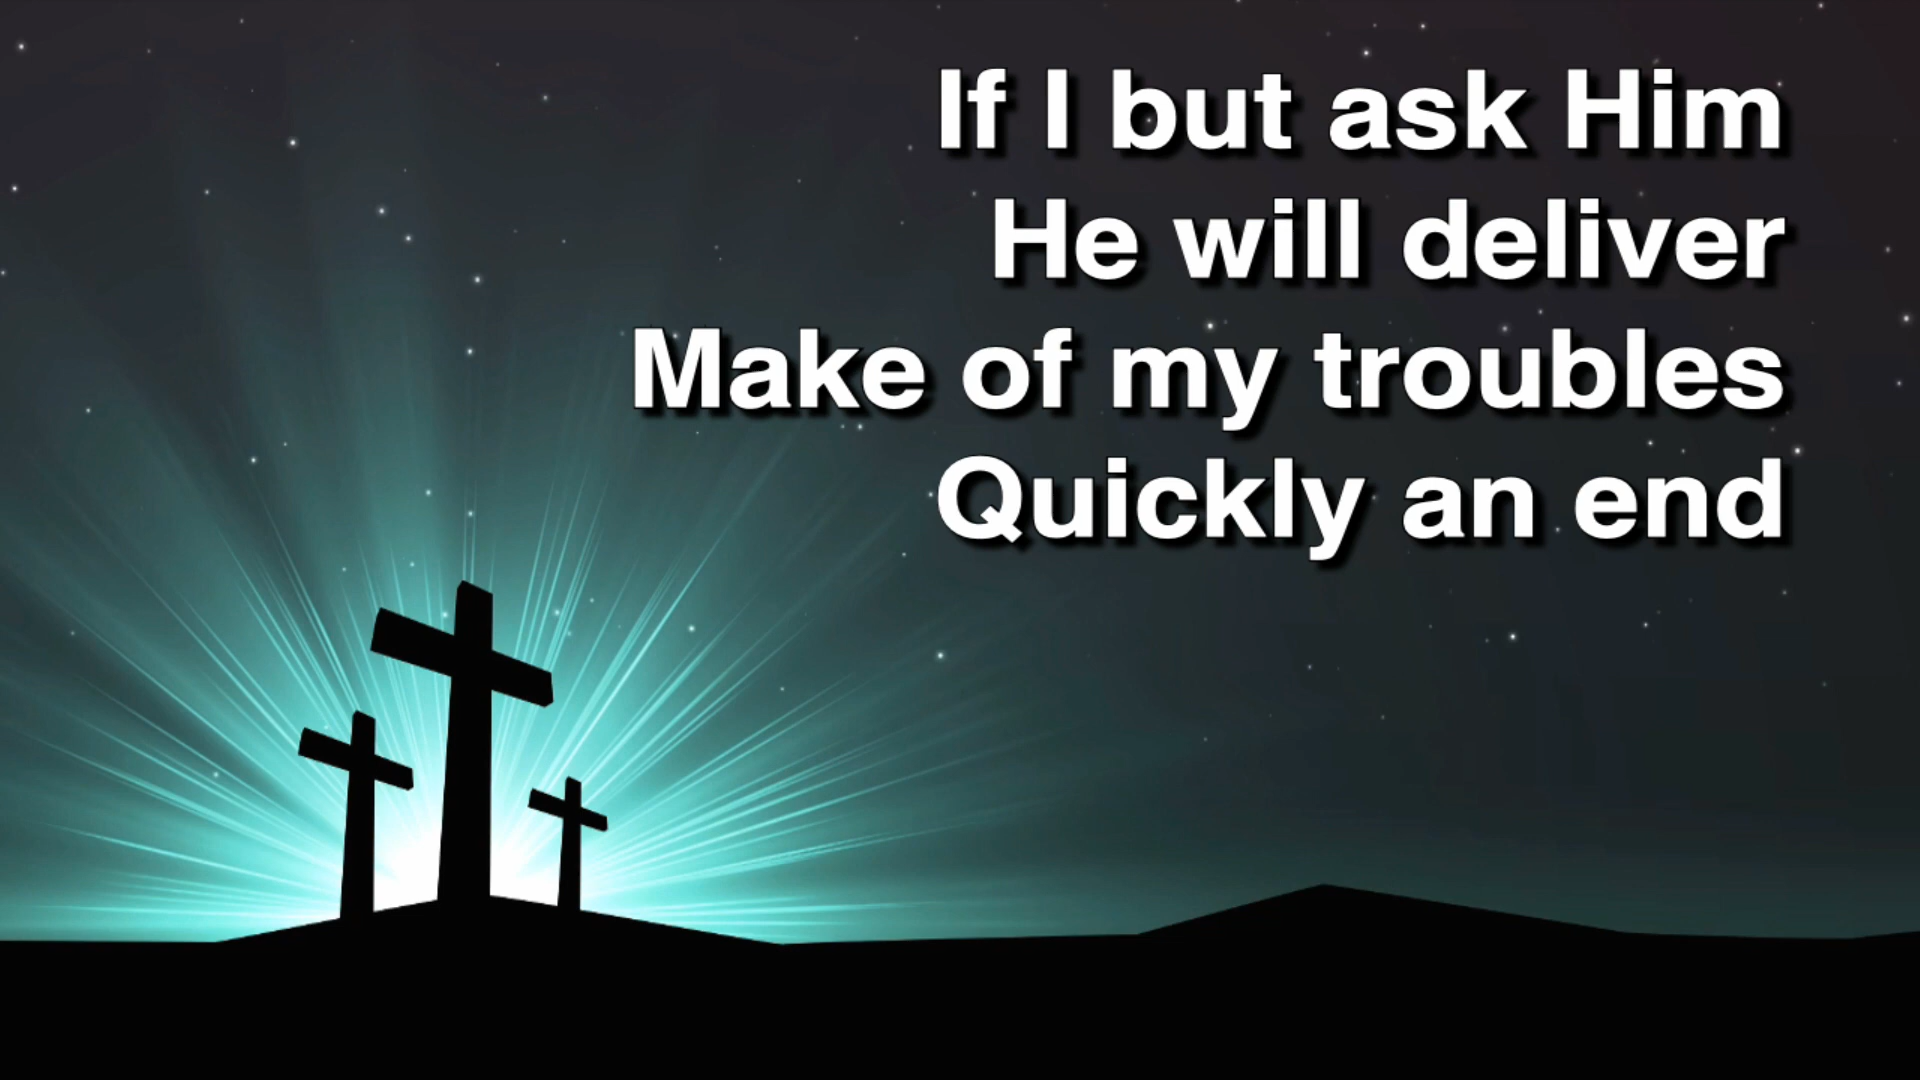 If I but ask Him
He will deliver
Make of my troubles
Quickly an end